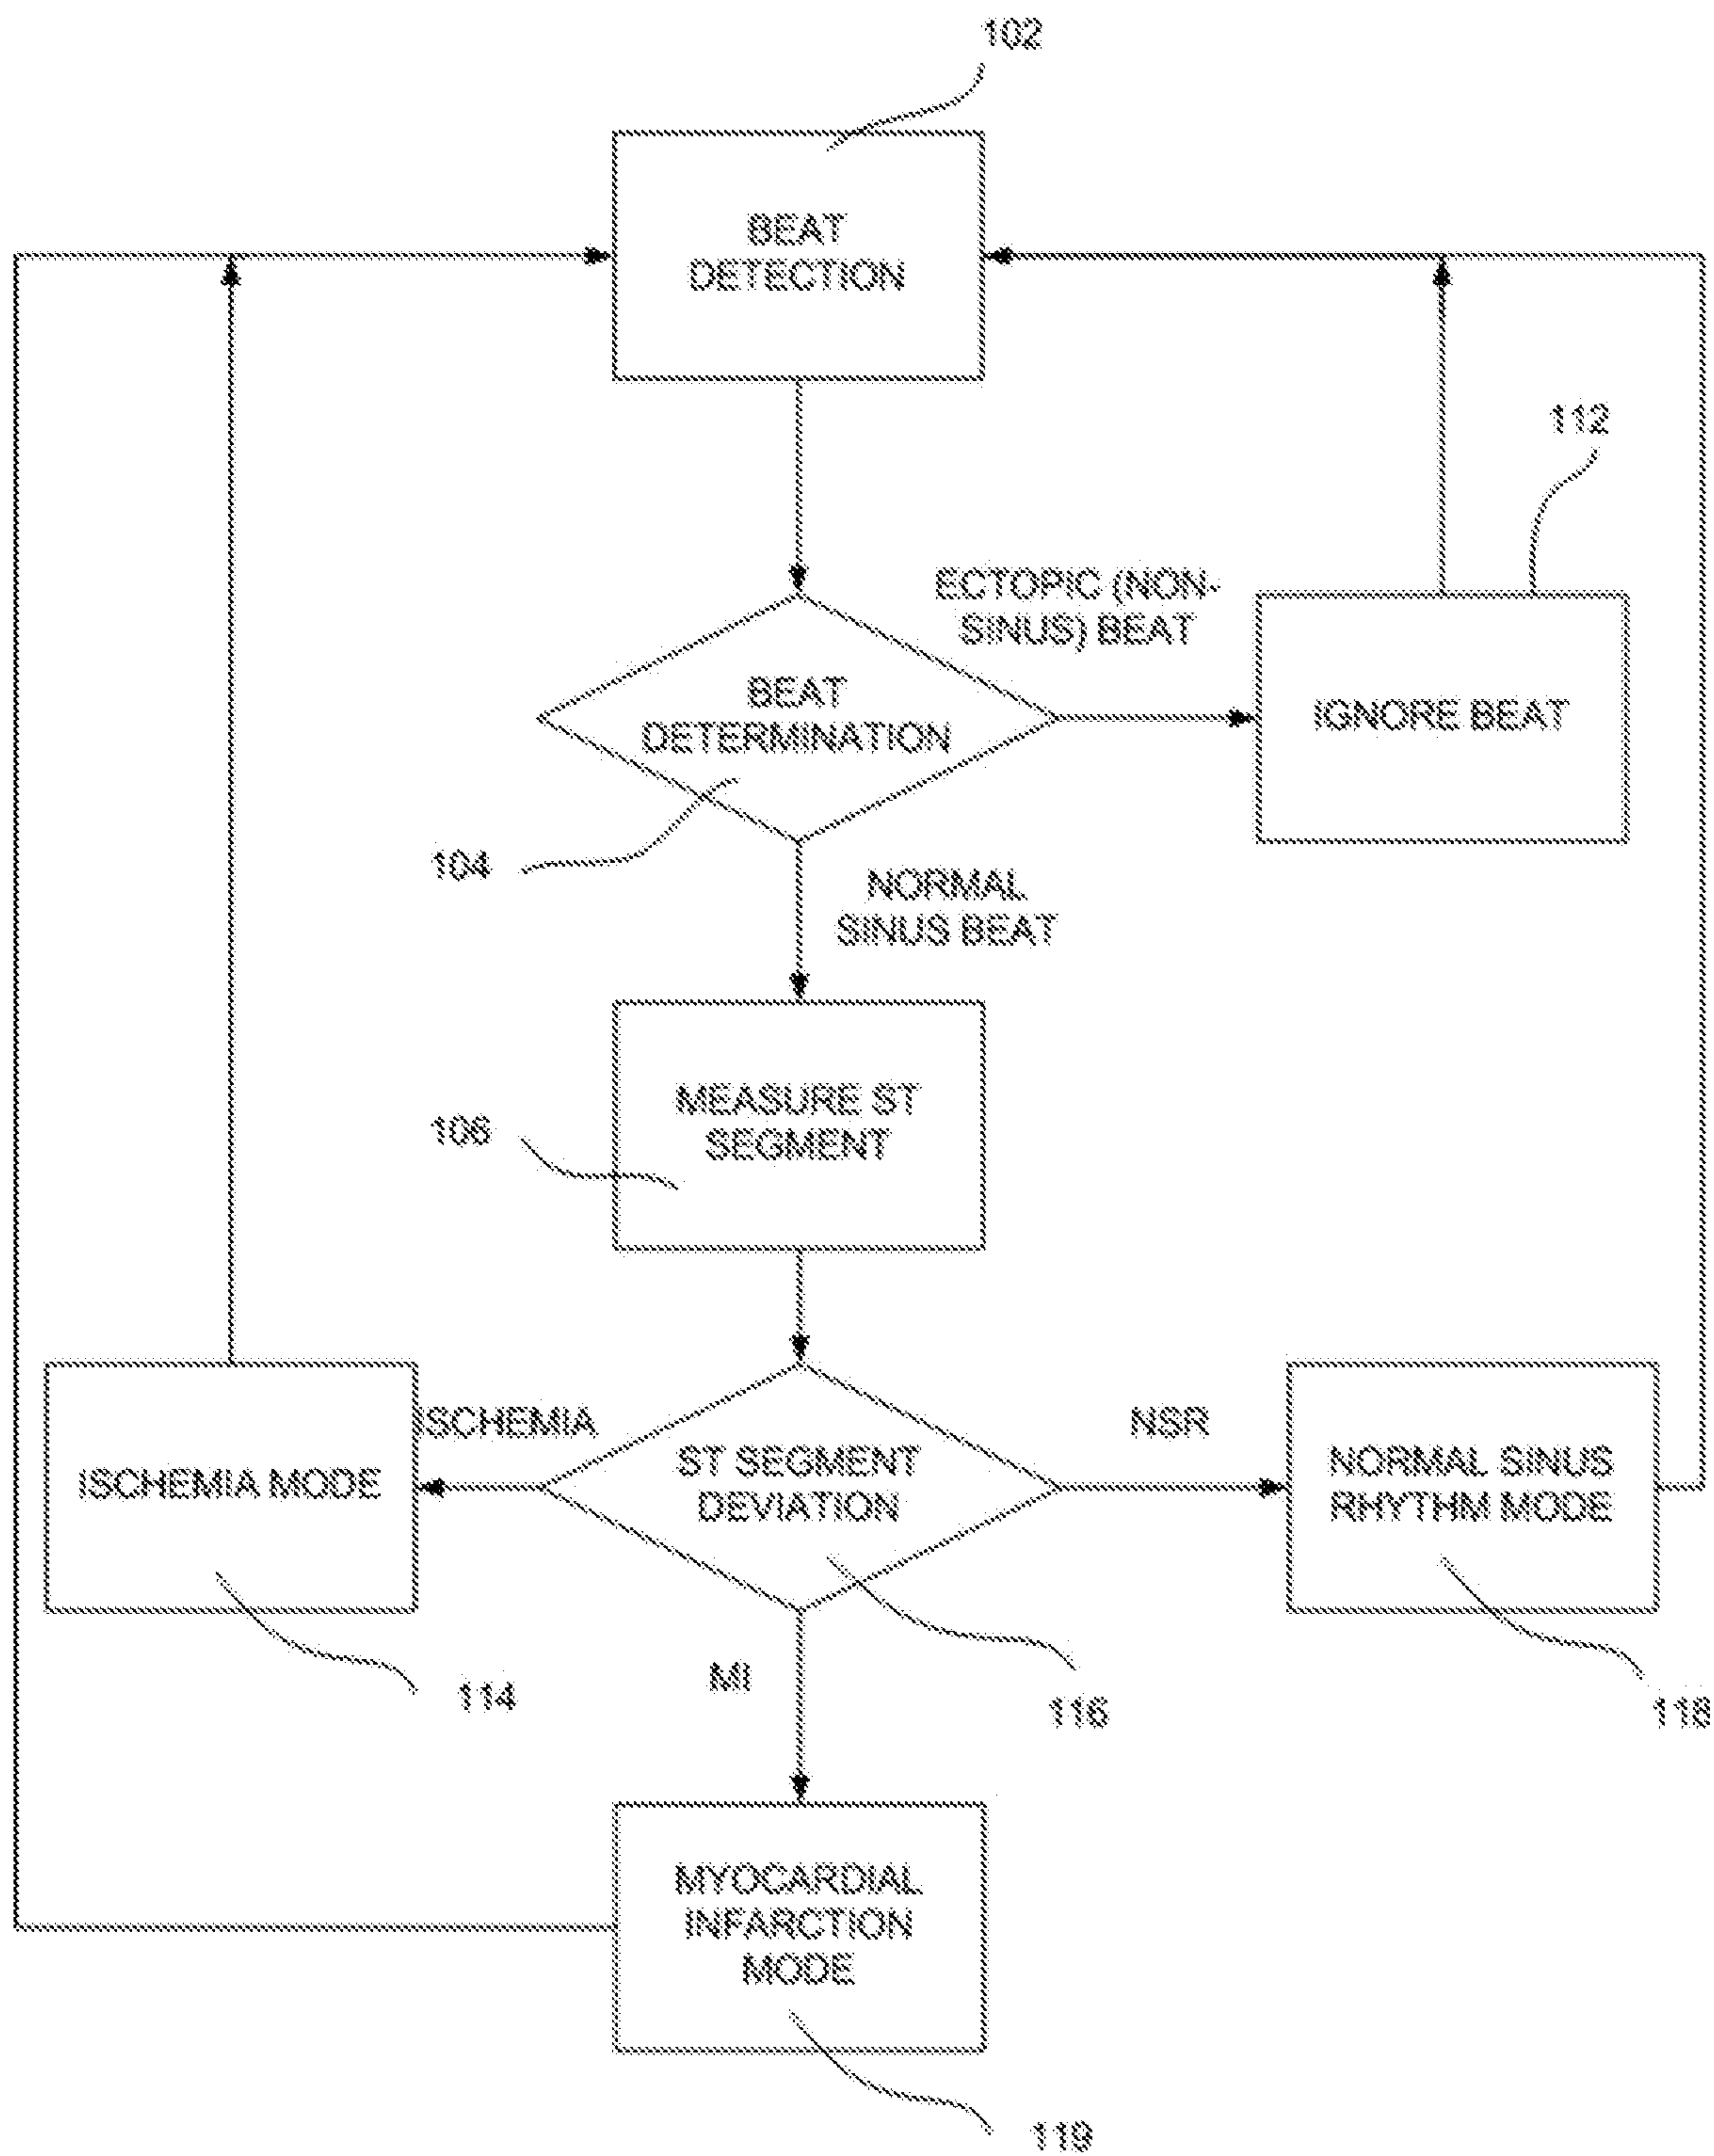 102
BEAT
DETECTION
112
ECTOPIC (NON-
SINUS) BEAT
BEAT
DETERMINATION
IGNORE BEAT
104
NORMAL
SINUS BEAT
MEASURE ST
SEGMENT
106
ISCHEMIA
NSR
ISCHEMIA MODE
ST SEGMENT
DEVIATION
NORMAL SINUS
RHYTHM MODE
114
MI
116
118
MYOCARDIAL
INFARCTION
MODE
119